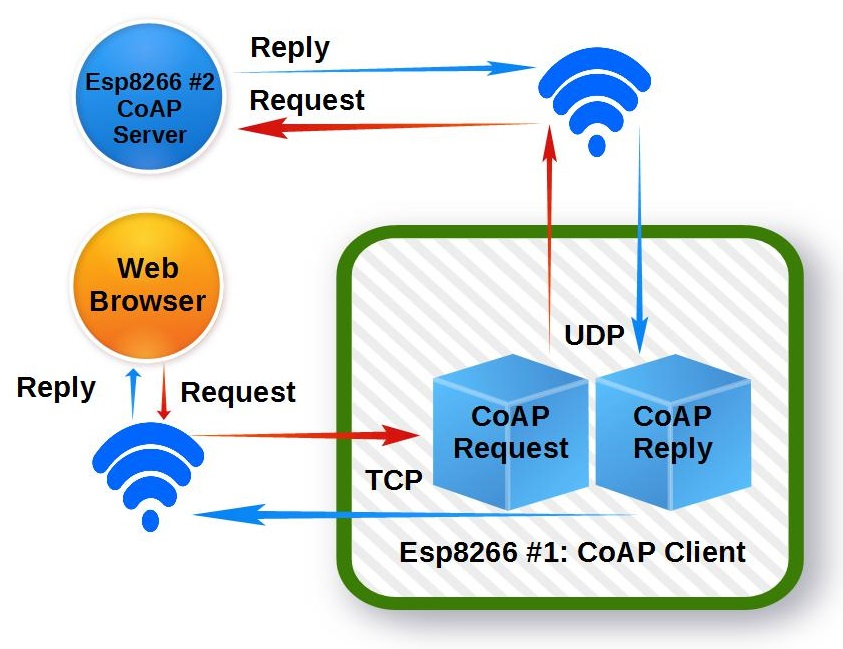 Reply
Esp8266 #2
CoAP
Server
Request
Web
Browser
UDP
Reply
Request
CoAP
Request
CoAP
Reply
TCP
Esp8266 #1: CoAP Client